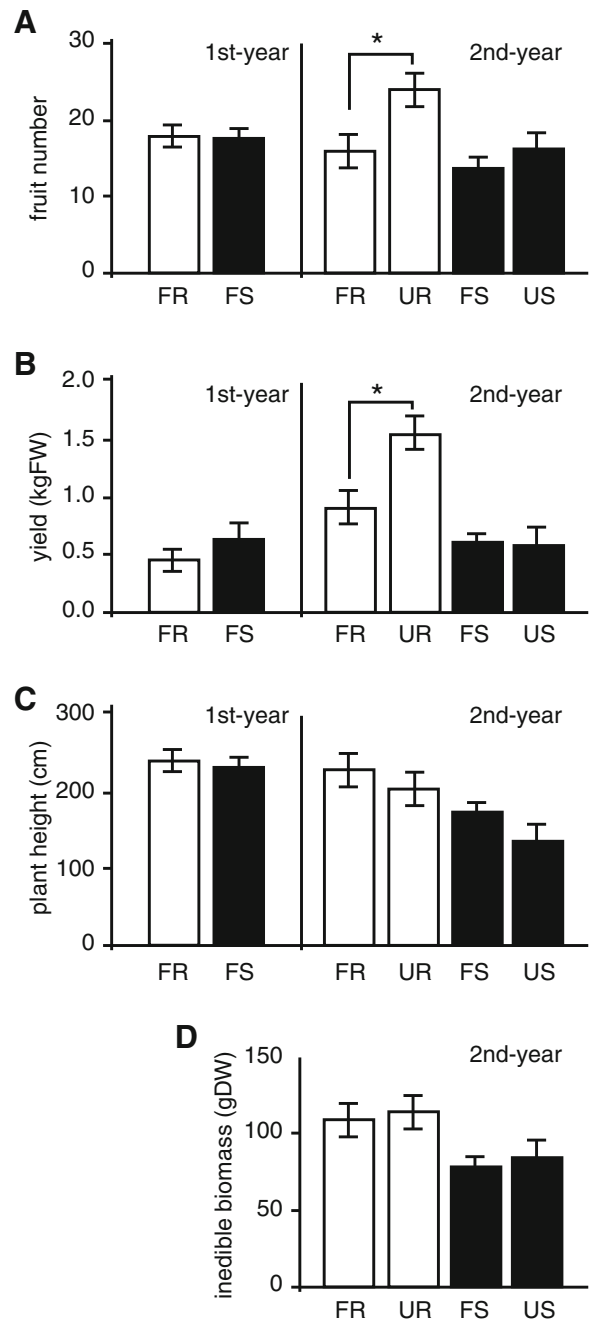 A
30
20
10
0
fruit number
1st-year
2nd-year
*
FR FS FR UR FS US
B
2.0
1.5
1.0
0.5
0.0
yield (kgFW)
1st-year
2nd-year
*
FR FS FR UR FS US
C
300
200
100
0
plant height (cm)
1st-year
2nd-year
FR FS FR UR FS US
D
150
100
50
0
inedible biomass (gDW)
2nd-year
FR UR FS US